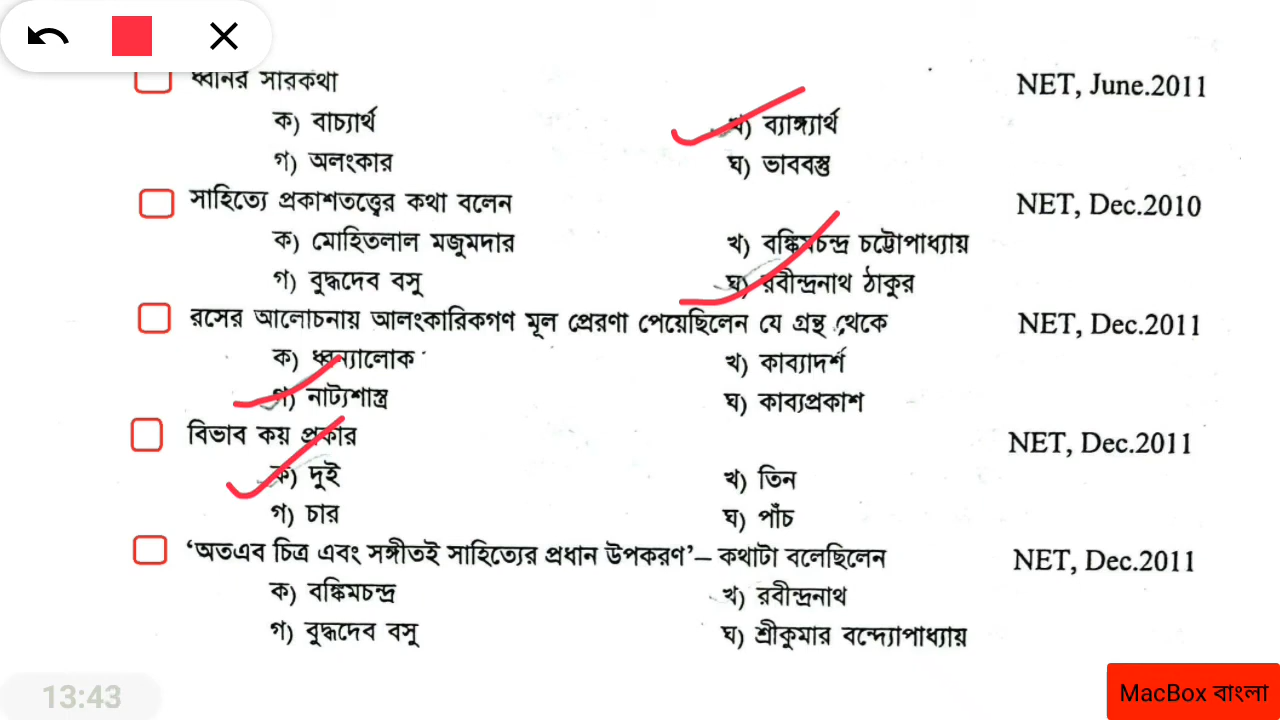 ধ্বনির সারকথা NET, June.2011
ক) বাচ্যার্থ খ) ব্যাঙ্গ্যার্থ
গ) অলংকার ঘ) ভাববস্তু
সাহিত্যে প্রকাশতত্ত্বের কথা বলেন NET, Dec.2010
ক) মোহিতলাল মজুমদার খ) বঙ্কিমচন্দ্র চট্টোপাধ্যায়
গ) বুদ্ধদেব বসু ঘ) রবীন্দ্রনাথ ঠাকুর
রসের আলোচনায় আলংকারিকগণ মূল প্রেরণা পেয়েছিলেন যে গ্রন্থ থেকে NET, Dec.2011
ক) ধ্বন্যালোক খ) কাব্যাদর্শ
গ) নাট্যশাস্ত্র ঘ) কাব্যপ্রকাশ
বিভাব কয় প্রকার NET, Dec.2011
ক) দুই খ) তিন
গ) চার ঘ) পাঁচ
‘অতএব চিত্র এবং সঙ্গীতই সাহিত্যের প্রধান উপকরণ’– কথাটা বলেছিলেন NET, Dec.2011
ক) বঙ্কিমচন্দ্র খ) রবীন্দ্রনাথ
গ) বুদ্ধদেব বসু ঘ) শ্রীকুমার বন্দ্যোপাধ্যায়
13:43 MacBox বাংলা